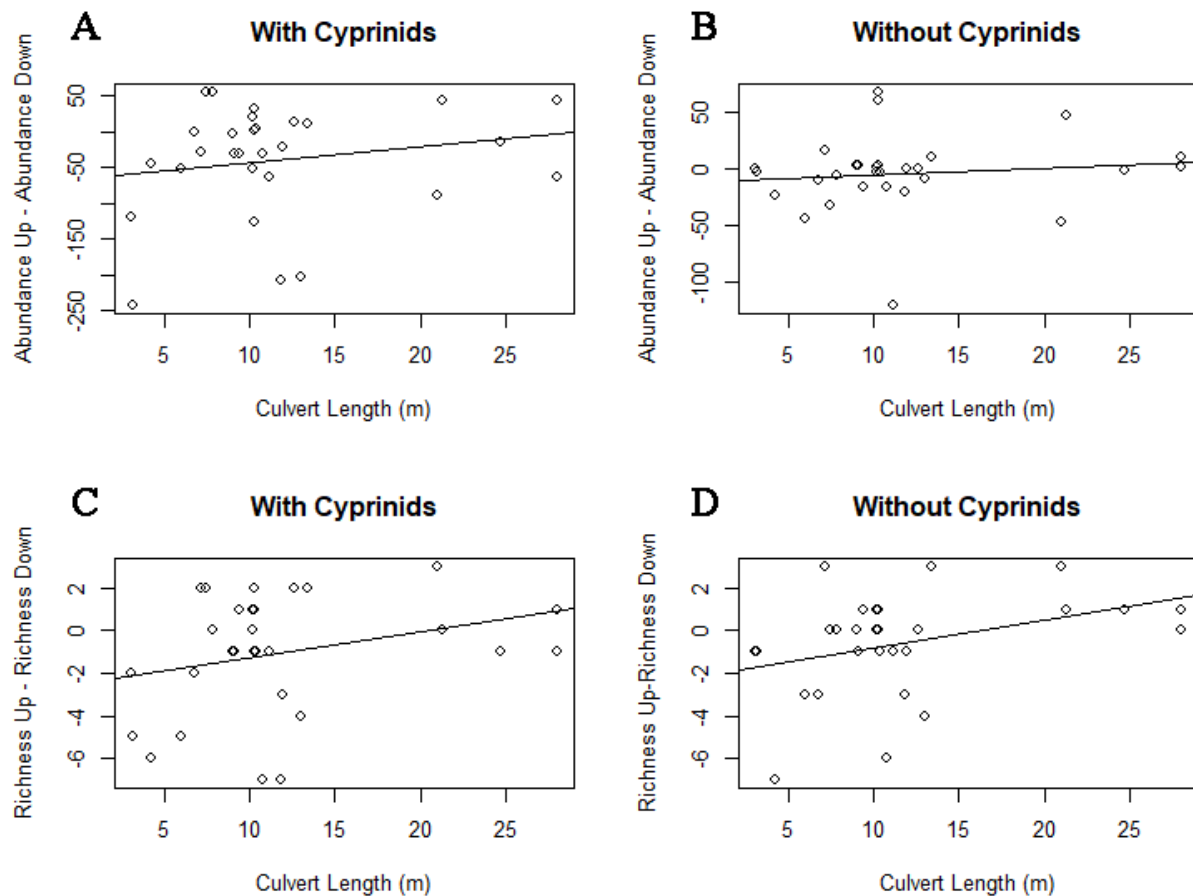 A With Cyprinids
B Without Cyprinids
Abundance Up - Abundance Down
50
-50
-150
-250
5 10 15 20 25
Culvert Length (m)
Abundance Up - Abundance Down
50
0
-50
-100
5 10 15 20 25
Culvert Length (m)
C With Cyprinids
D Without Cyprinids
Richness Up - Richness Down
2
0
-2
-4
-6
5 10 15 20 25
Culvert Length (m)
Richness Up-Richness Down
2
0
-2
-4
-6
5 10 15 20 25
Culvert Length (m)